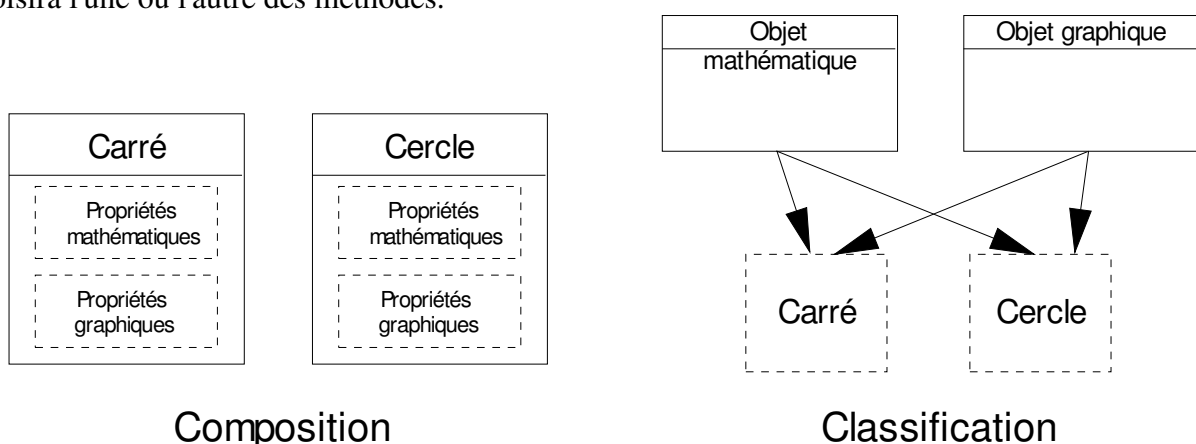 l'une ou l'autre des méthodes.
Objet
mathématique
Objet graphique
Carré
Propriétés
mathématiques
Propriétés
graphiques
Cercle
Propriétés
mathématiques
Propriétés
graphiques
Carré
Cercle
Composition
Classification